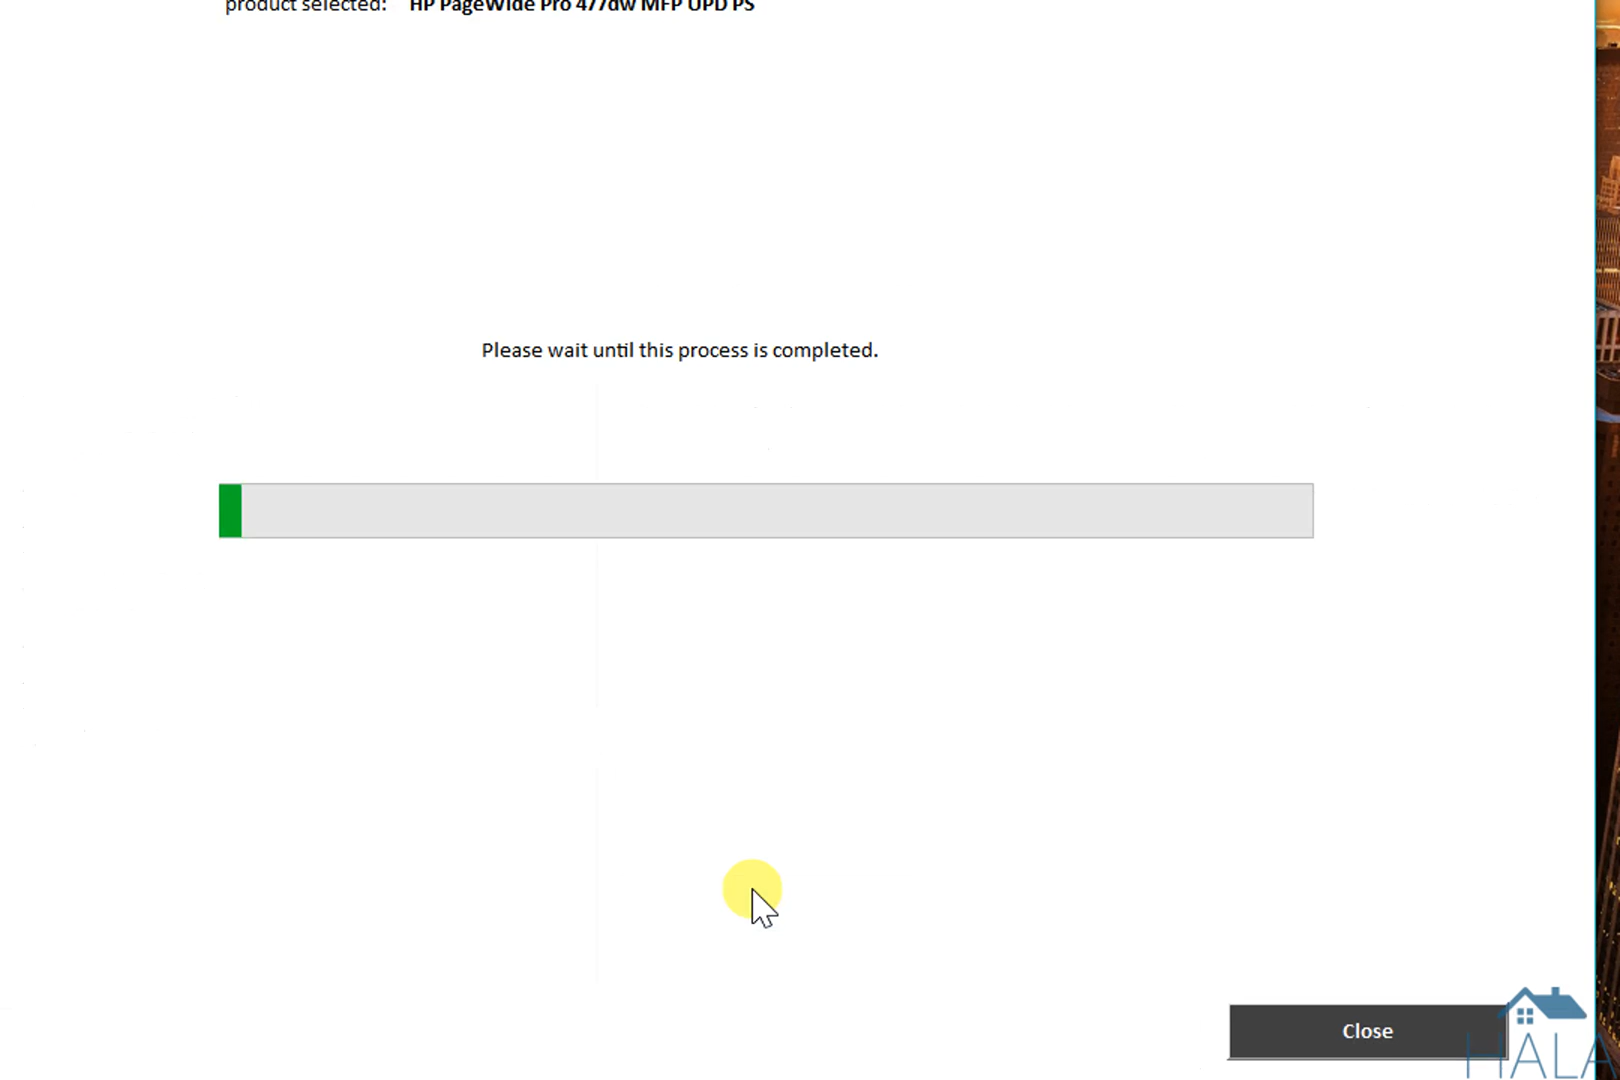 product selected: HP PageWide Pro 477dw MFP UPD PS
Please wait until this process is completed.
Close
HALA